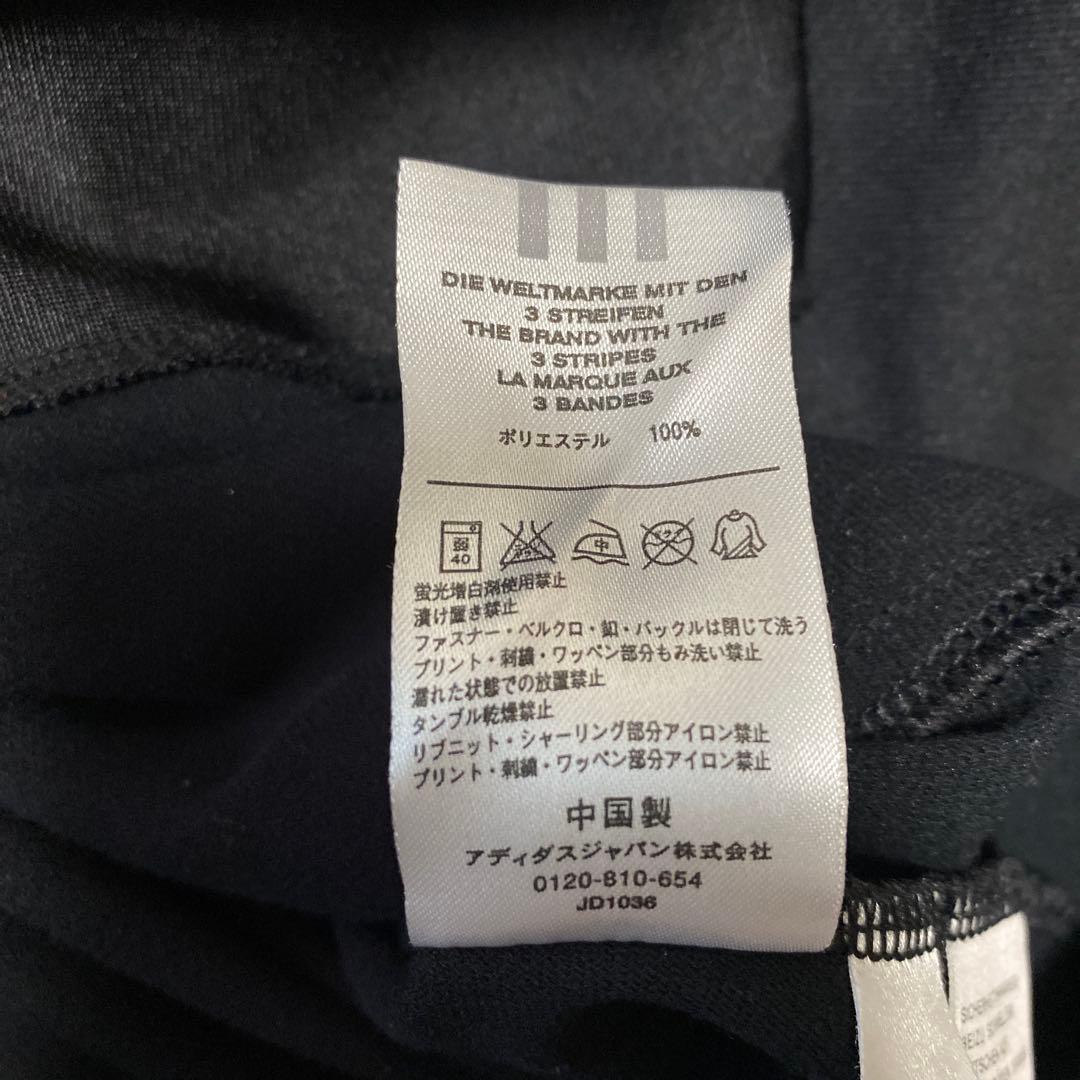 DIE WELTMARKE MIT DEN
3 STREIFEN
THE BRAND WITH THE
3 STRIPES
LA MARQUE AUX
3 BANDES
ポリエステル 100%
弱
40
中
蛍光増白剤使用禁止
漬け置き禁止
ファスナー・ベルクロ・釦・バックルは閉じて洗う
プリント・刺繍・ワッペン部分もみ洗い禁止
濡れた状態での放置禁止
タンブル乾燥禁止
リブニット・シャーリング部分アイロン禁止
プリント・刺繍・ワッペン部分アイロン禁止
中国製
アディダスジャパン株式会社
0120-810-654
JD1036